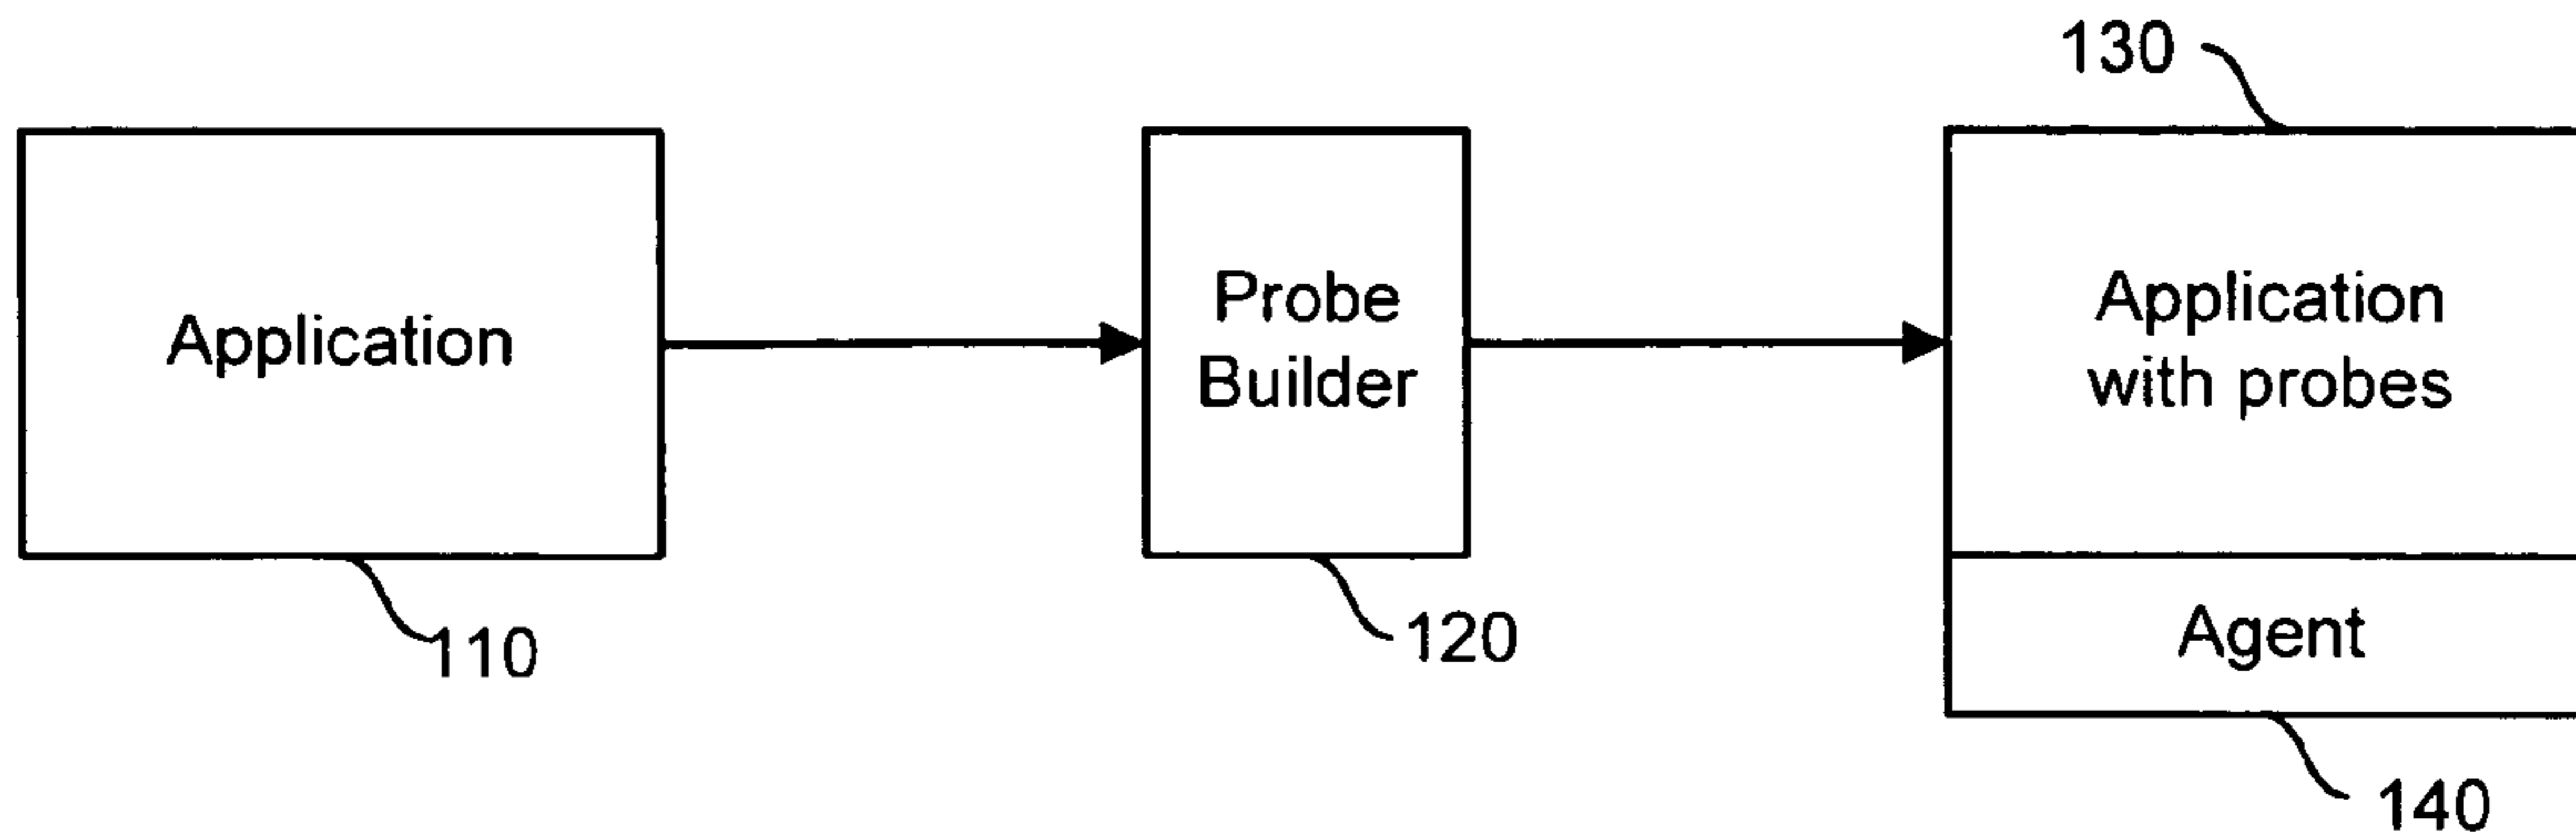 130
Application
Probe
Builder
Application
with probes
110
120
Agent
140